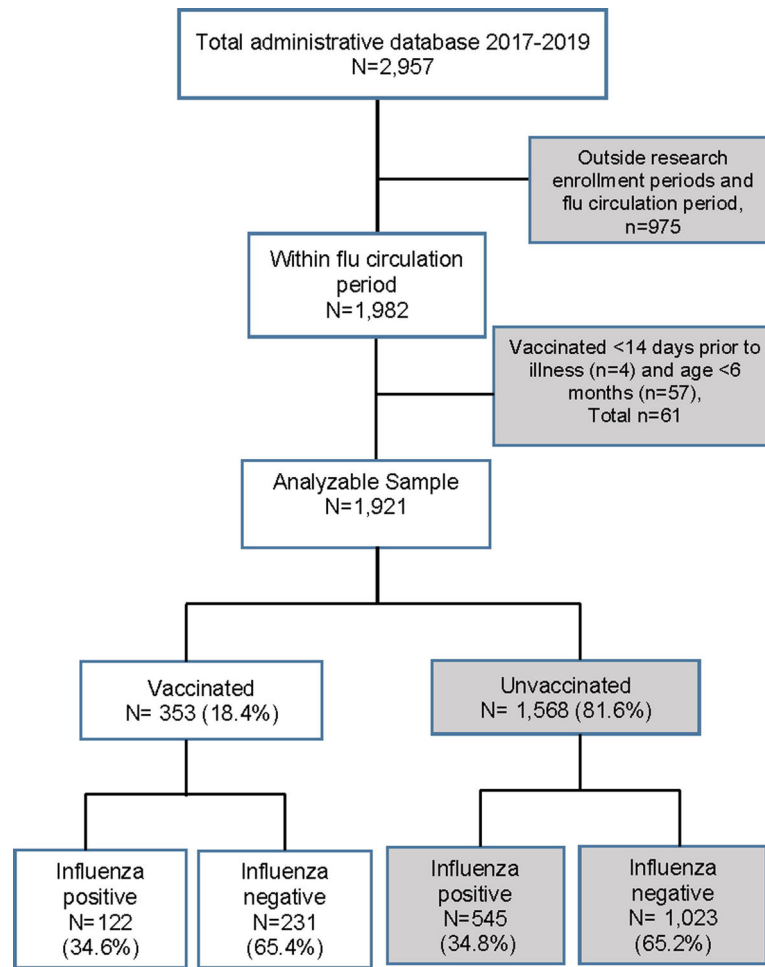 Total administrative database 2017-2019
N=2,957
Outside research
enrollment periods and
flu circulation period,
n=975
Within flu circulation
period
N=1,982
Vaccinated <14 days prior to
illness (n=4) and age <6
months (n=57),
Total n=61
Analyzable Sample
N=1,921
Vaccinated
N= 353 (18.4%)
Unvaccinated
N= 1,568 (81.6%)
Influenza
positive
N=122
(34.6%)
Influenza
negative
N=231
(65.4%)
Influenza
positive
N=545
(34.8%)
Influenza
negative
N= 1,023
(65.2%)